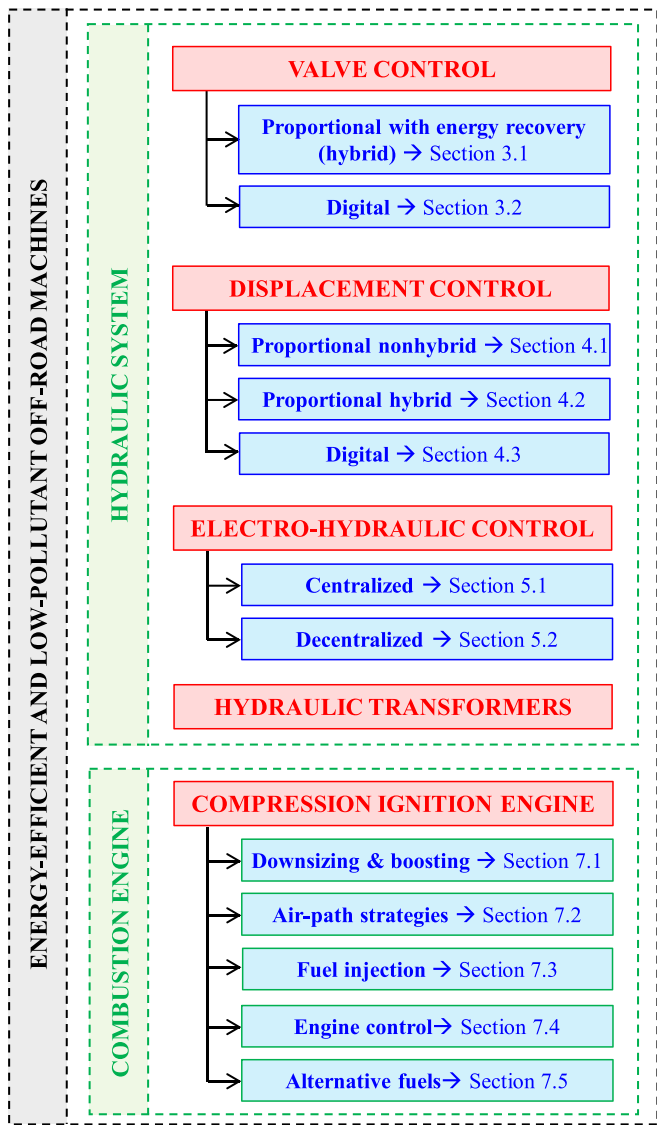 ENERGY-EFFICIENT AND LOW-POLLUTANT OFF-ROAD MACHINES
HYDRAULIC SYSTEM
VALVE CONTROL
Proportional with energy recovery
(hybrid) → Section 3.1
Digital → Section 3.2
DISPLACEMENT CONTROL
Proportional nonhybrid → Section 4.1
Proportional hybrid → Section 4.2
Digital → Section 4.3
ELECTRO-HYDRAULIC CONTROL
Centralized → Section 5.1
Decentralized → Section 5.2
HYDRAULIC TRANSFORMERS
COMBUSTION ENGINE
COMPRESSION IGNITION ENGINE
Downsizing & boosting → Section 7.1
Air-path strategies → Section 7.2
Fuel injection → Section 7.3
Engine control→ Section 7.4
Alternative fuels→ Section 7.5